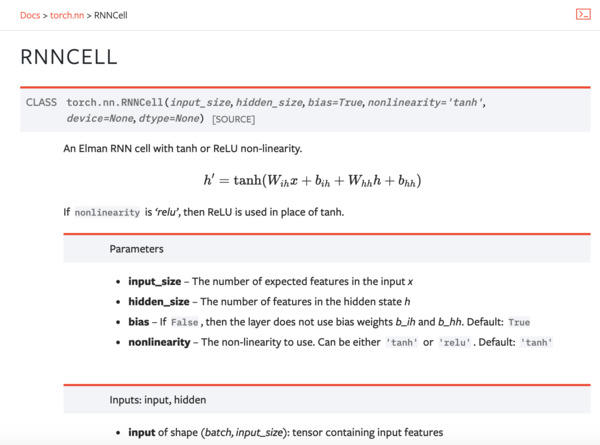 Docs > torch.nn > RNNCell
RNNCELL
CLASS torch.nn.RNNCell(input_size, hidden_size, bias=True, nonlinearity='tanh',
device=None, dtype=None) [SOURCE]
An Elman RNN cell with tanh or ReLU non-linearity.
h′ = tanh(W_{ih}x + b_{ih} + W_{hh}h + b_{hh})
If nonlinearity is ‘relu’, then ReLU is used in place of tanh.
Parameters
• input_size – The number of expected features in the input x
• hidden_size – The number of features in the hidden state h
• bias – If False, then the layer does not use bias weights b_ih and b_hh. Default: True
• nonlinearity – The non-linearity to use. Can be either 'tanh' or 'relu'. Default: 'tanh'
Inputs: input, hidden
• input of shape (batch, input_size): tensor containing input features